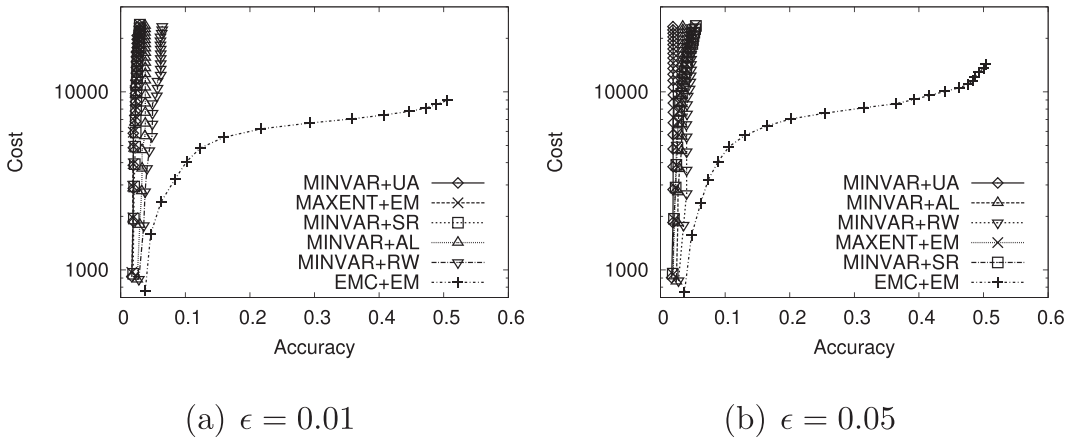 10000
1000
Cost
MINVAR+UA
MAXENT+EM
MINVAR+SR
MINVAR+AL
MINVAR+RW
EMC+EM
0 0.1 0.2 0.3 0.4 0.5 0.6
Accuracy
(a) ϵ = 0.01
10000
1000
Cost
MINVAR+UA
MINVAR+AL
MINVAR+RW
MAXENT+EM
MINVAR+SR
EMC+EM
0 0.1 0.2 0.3 0.4 0.5 0.6
Accuracy
(b) ϵ = 0.05